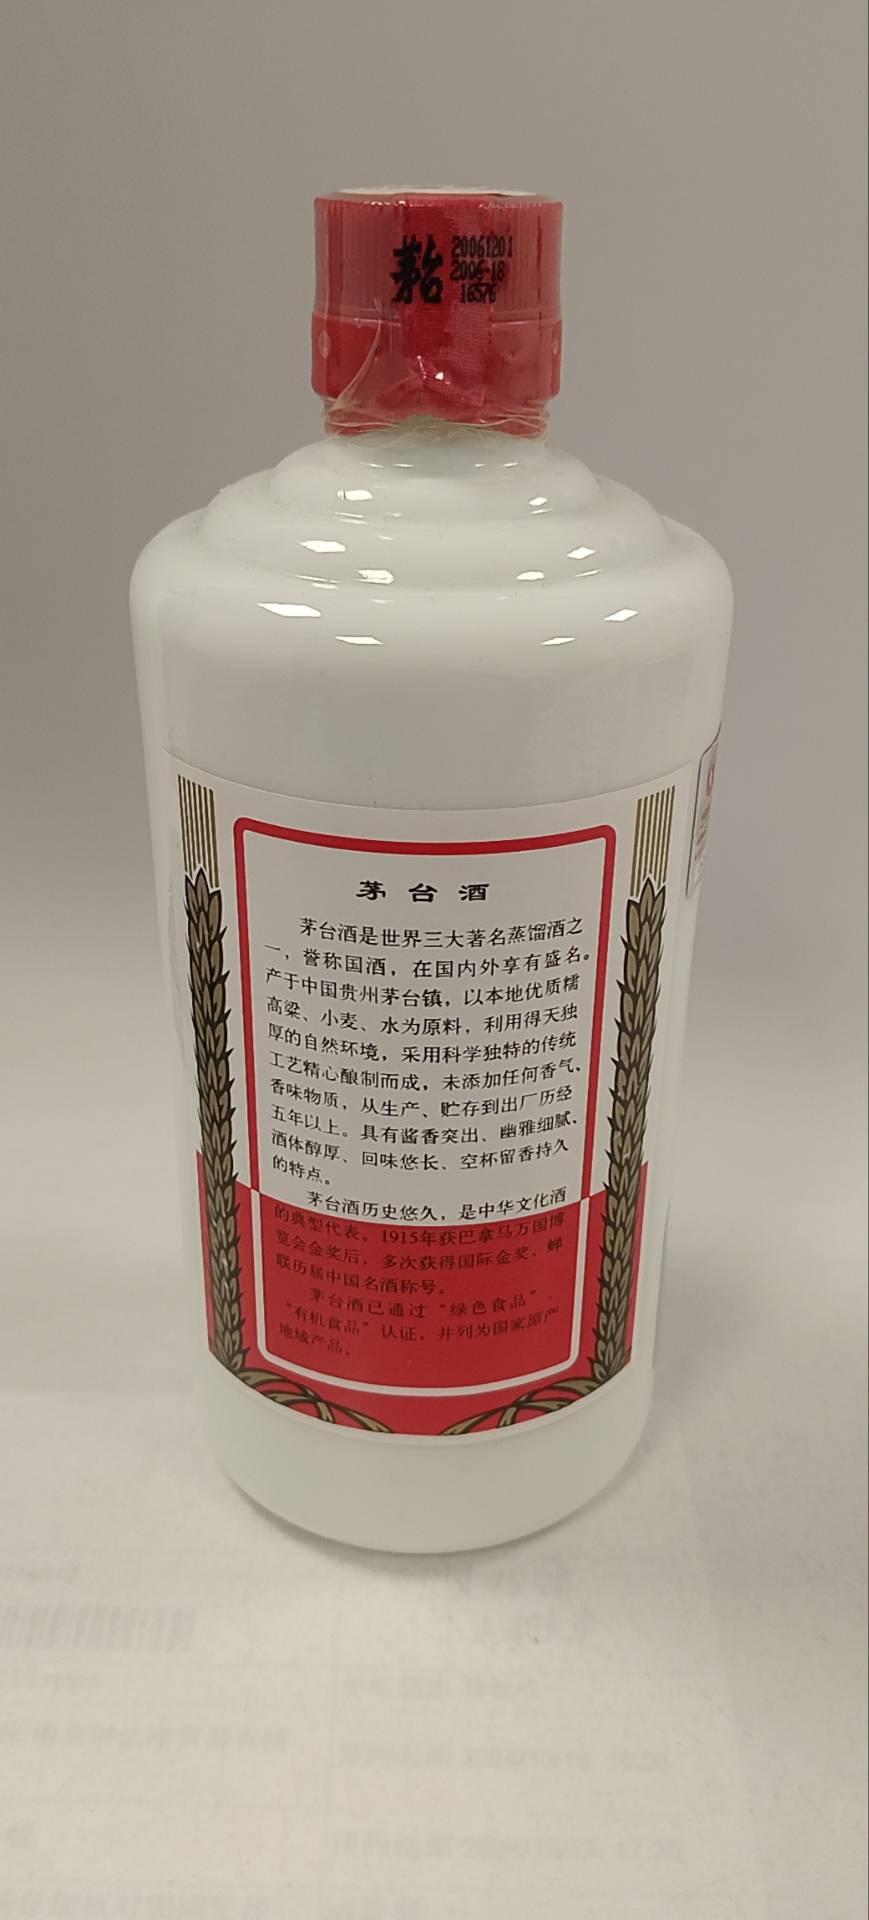 茅台
20061201
2006-18
16576
茅台酒
茅台酒是世界三大著名蒸馏酒之
一，誉称国酒，在国内外享有盛名。
产于中国贵州茅台镇，以本地优质糯
高粱、小麦、水为原料，利用得天独
厚的自然环境，采用科学独特的传统
工艺精心酿制而成，未添加任何香气、
香味物质，从生产、贮存到出厂历经
五年以上。具有酱香突出、幽雅细腻、
酒体醇厚、回味悠长、空杯留香持久
的特点。
茅台酒历史悠久，是中华文化酒
的典型代表。1915年获巴拿马万国博
览会金奖后，多次获得国际金奖，蝉
联历届中国名酒称号。
茅台酒已通过“绿色食品”、
“有机食品”认证，并列为国家原产
地域产品。